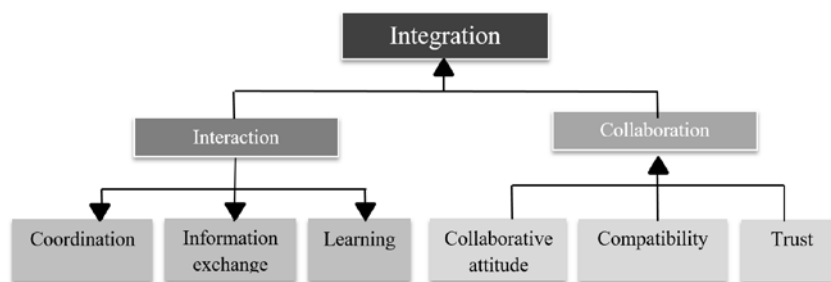 Integration
Interaction
Collaboration
Coordination
Information
exchange
Learning
Collaborative
attitude
Compatibility
Trust